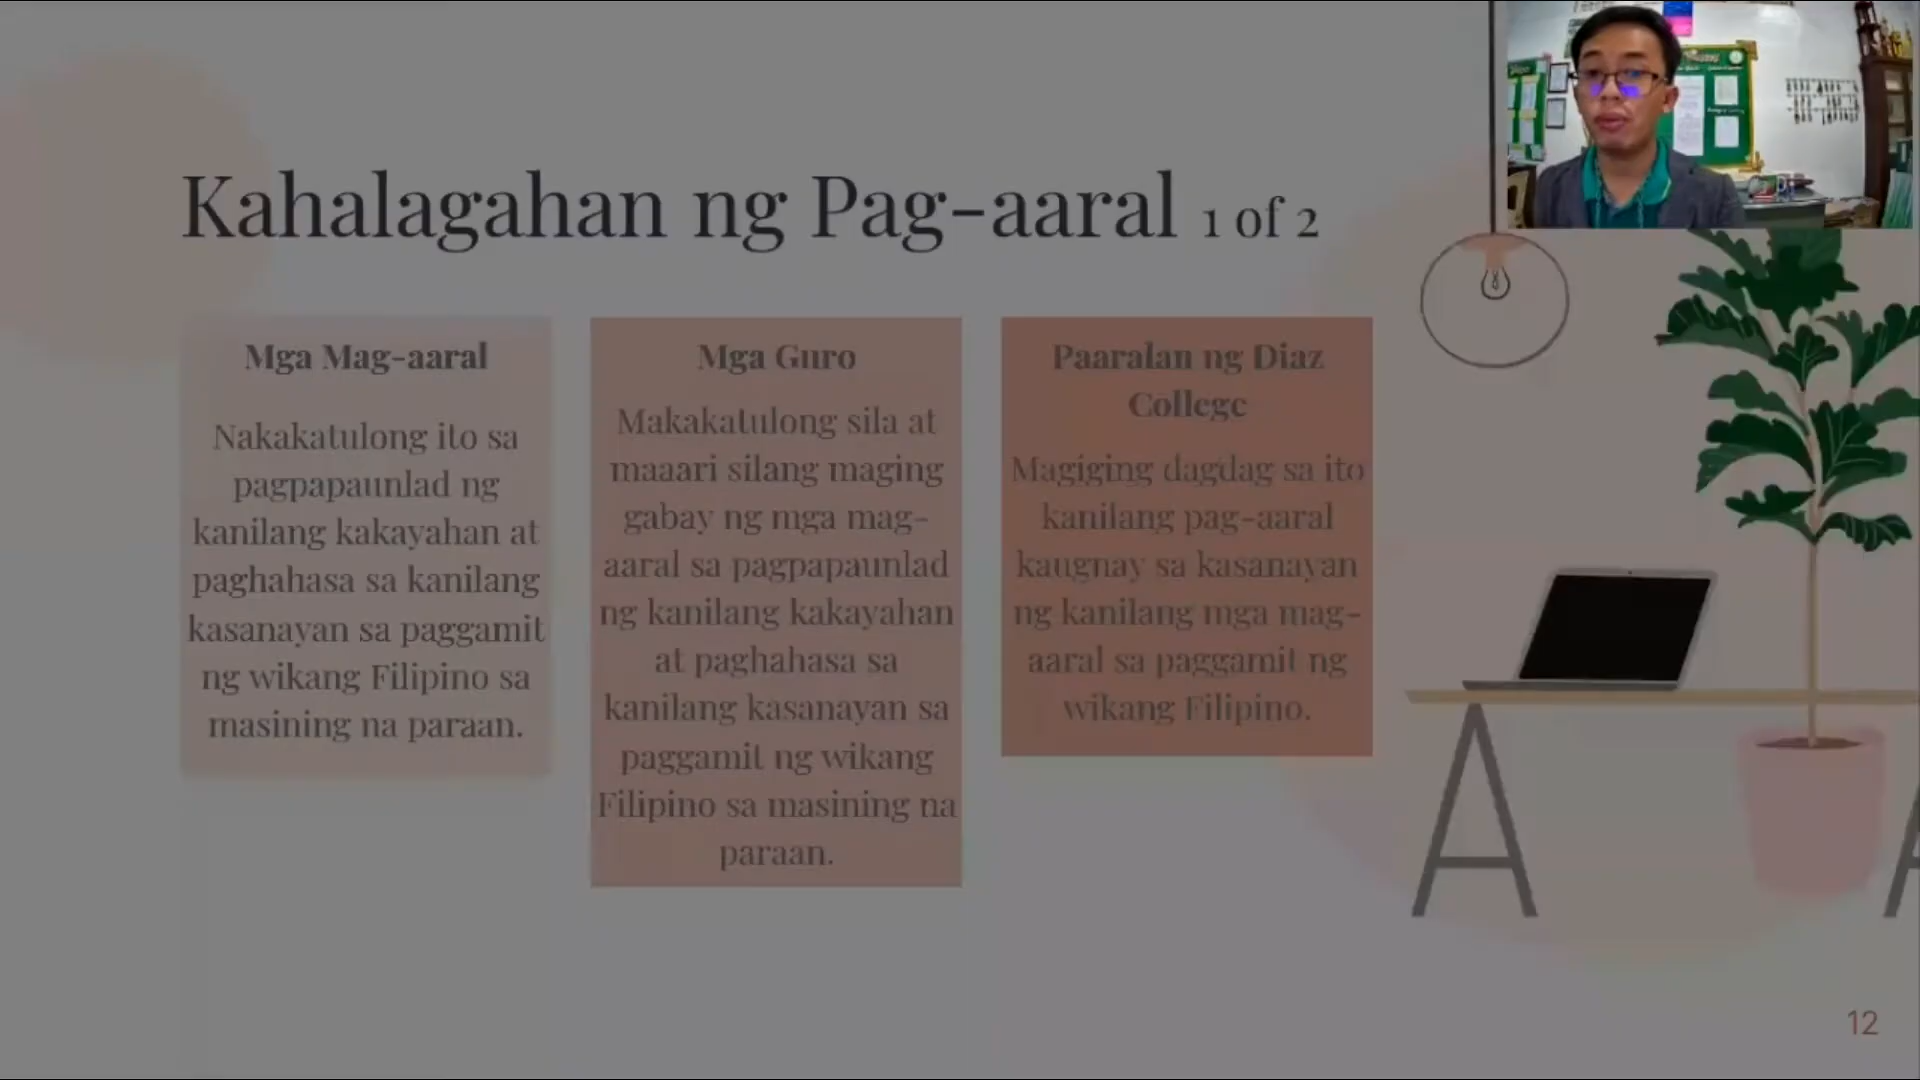 Kahalagahan ng Pag-aaral 1 of 2
Mga Mag-aaral
Nakakatulong ito sa
pagpapaunlad ng
kanilang kakayahan at
paghahasa sa kanilang
kasanayan sa paggamit
ng wikang Filipino sa
masining na paraan.
Mga Guro
Makakatulong sila at
maaari silang maging
gabay ng mga mag-
aaral sa pagpapaunlad
ng kanilang kakayahan
at paghahasa sa
kanilang kasanayan sa
paggamit ng wikang
Filipino sa masining na
paraan.
Paaralan ng Diaz
College
Magiging dagdag sa ito
kanilang pag-aaral
kaugnay sa kasanayan
ng kanilang mga mag-
aaral sa paggamit ng
wikang Filipino.
12